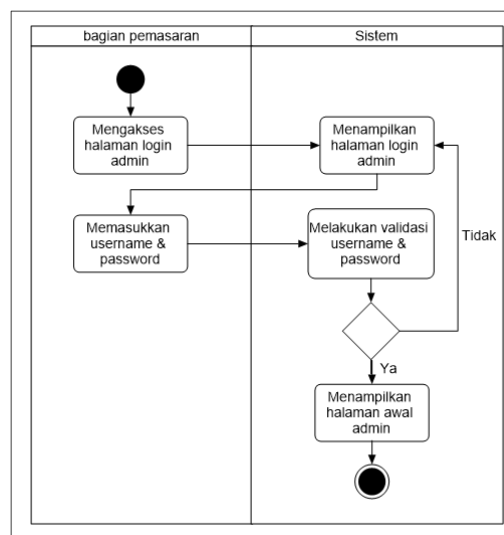 bagian pemasaran
Sistem
Mengakses
halaman login
admin
Menampilkan
halaman login
admin
Memasukkan
username &
password
Melakukan validasi
username &
password
Tidak
Ya
Menampilkan
halaman awal
admin